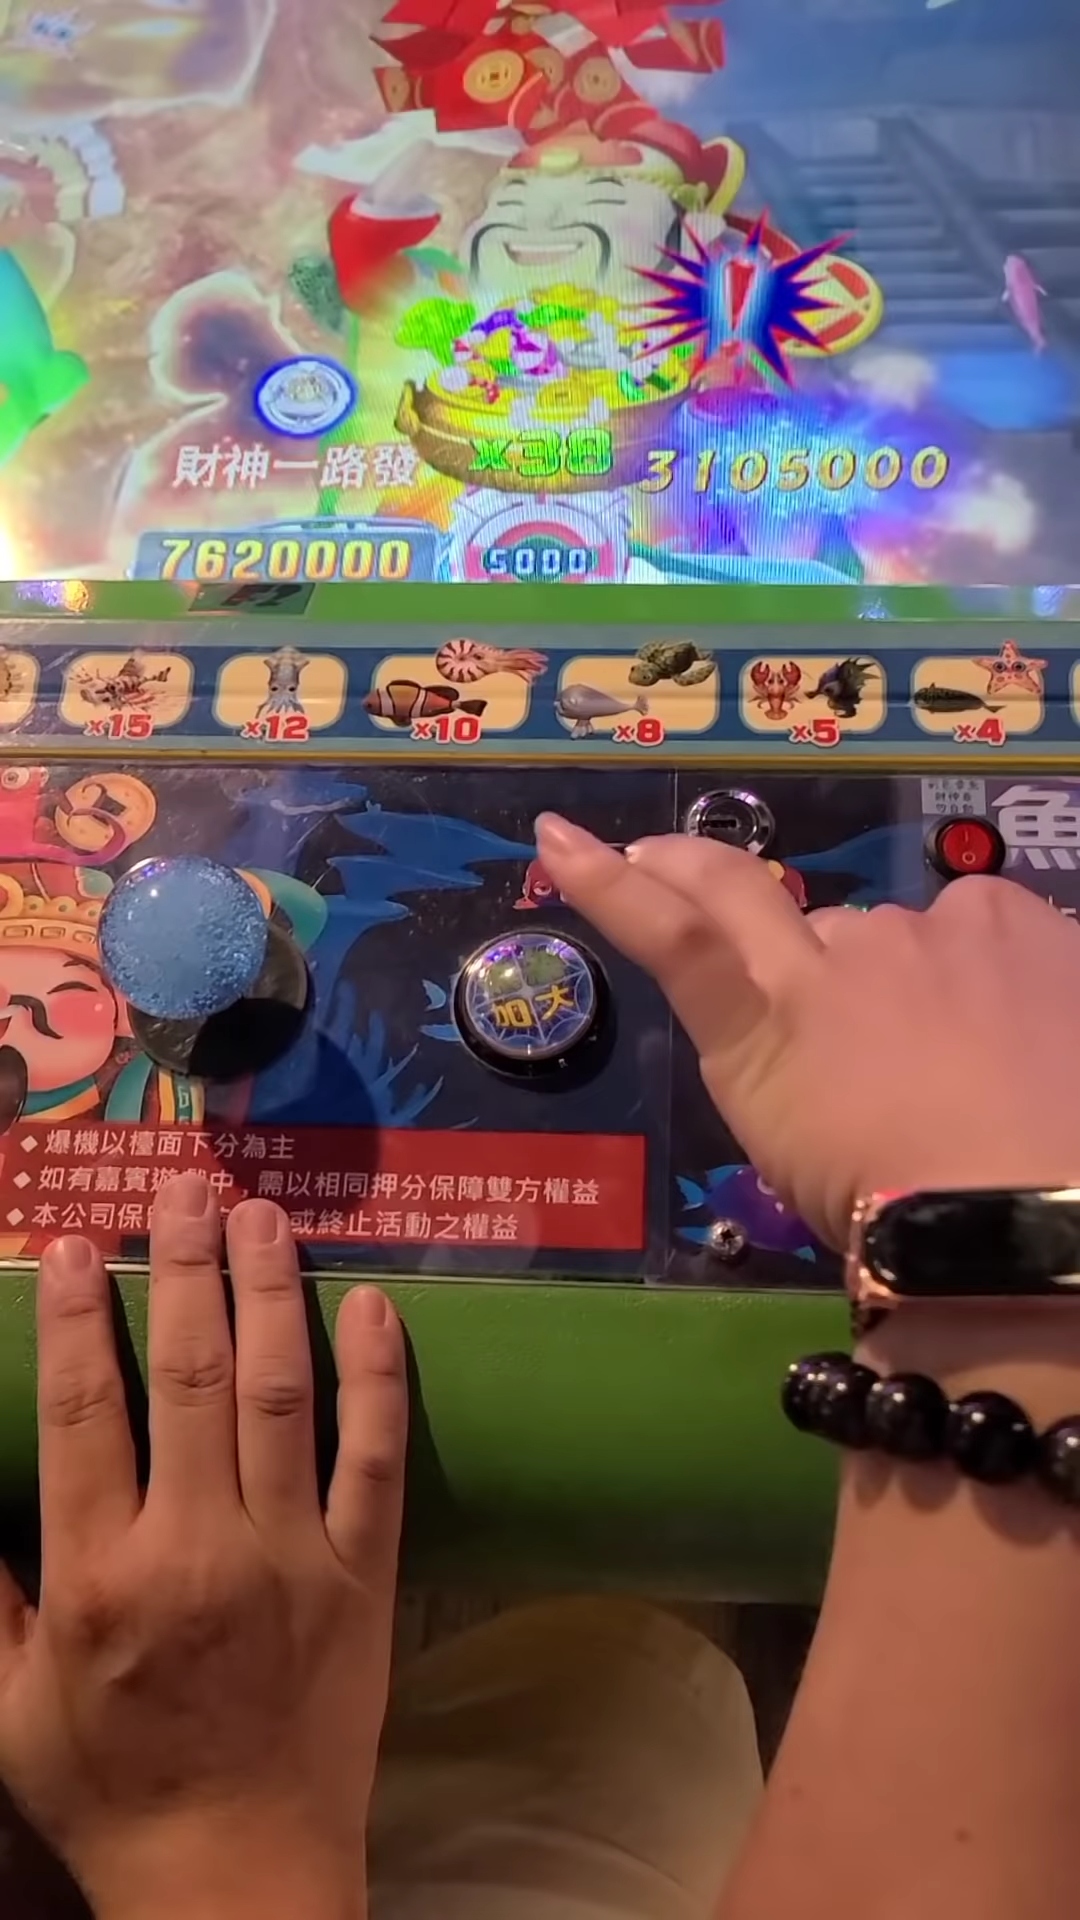 財神一路發
x38
3105000
7620000
5000
x15
x12
x10
x8
x5
x4
魚
加大
◆ 爆機以檯面下分為主
◆ 如有嘉賓遊戲中，需以相同押分保障雙方權益
◆ 本公司保 或終止活動之權益